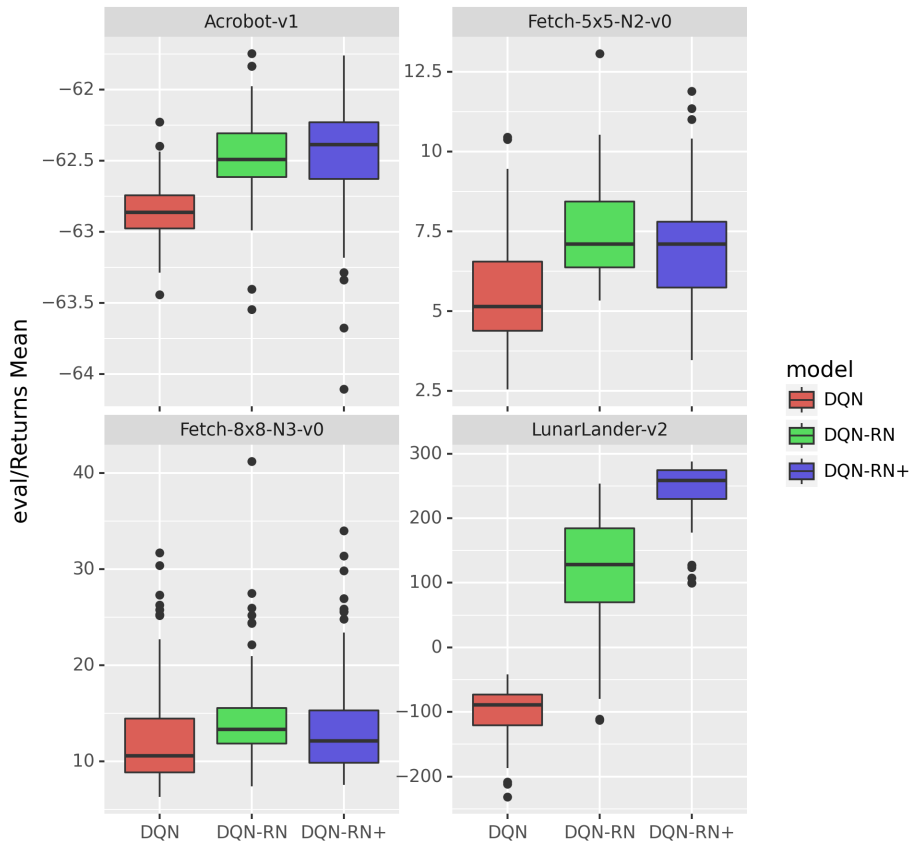 Acrobot-v1
Fetch-5x5-N2-v0
−62
−62.5
−63
−63.5
−64
12.5
10
7.5
5
2.5
Fetch-8x8-N3-v0
LunarLander-v2
40
30
20
10
300
200
100
0
−100
−200
DQN
DQN-RN
DQN-RN+
DQN
DQN-RN
DQN-RN+
eval/Returns Mean
model
DQN
DQN-RN
DQN-RN+